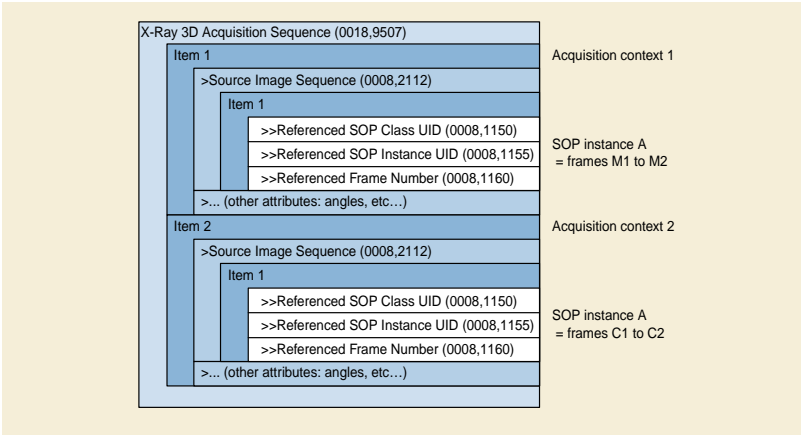 X-Ray 3D Acquisition Sequence (0018,9507)
Item 1
Acquisition context 1
>Source Image Sequence (0008,2112)
Item 1
>>Referenced SOP Class UID (0008,1150)
>>Referenced SOP Instance UID (0008,1155)
>>Referenced Frame Number (0008,1160)
SOP instance A
= frames M1 to M2
>... (other attributes: angles, etc…)
Item 2
Acquisition context 2
>Source Image Sequence (0008,2112)
Item 1
>>Referenced SOP Class UID (0008,1150)
>>Referenced SOP Instance UID (0008,1155)
>>Referenced Frame Number (0008,1160)
SOP instance A
= frames C1 to C2
>... (other attributes: angles, etc…)